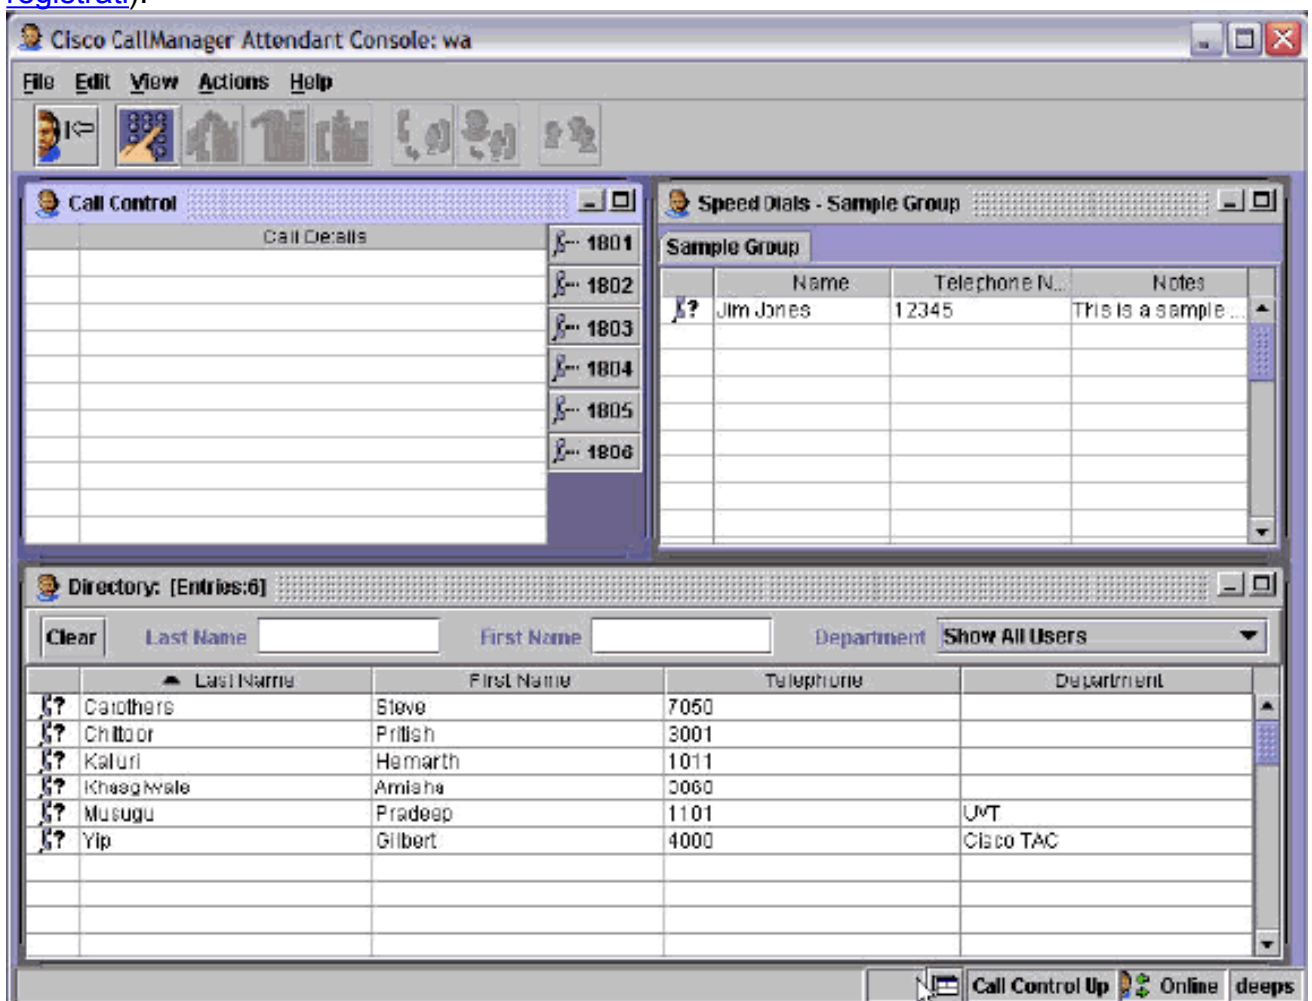 registrati).
Cisco CallManager Attendant Console: wa
File Edit View Actions Help
Call Control
Call Details
1801
1802
1803
1804
1805
1806
Speed Dials - Sample Group
Sample Group
Name Telephone N... Notes
Jim Jones 12345 This is a sample ...
Directory: [Entries:6]
Clear Last Name First Name Department Show All Users
Last Name First Name Telephone Department
Carothers Steve 7050
Chittoor Pritish 3001
Kaluri Hemanth 1011
Amisha
Musugu Pradeep 1101 UVT
Yip Gilbert 4000 Cisco TAC
Call Control Up Online deeps